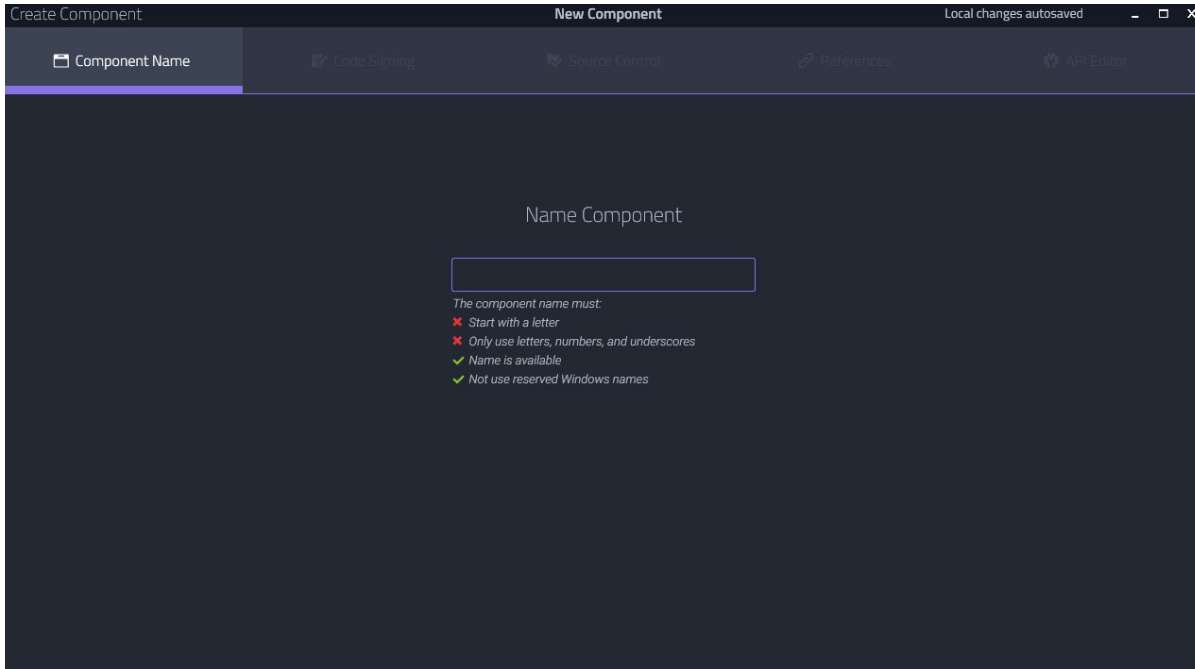 Create Component New Component Local changes autosaved
Component Name Code Signing Source Control References API Editor
Name Component
The component name must:
Start with a letter
Only use letters, numbers, and underscores
Name is available
Not use reserved Windows names